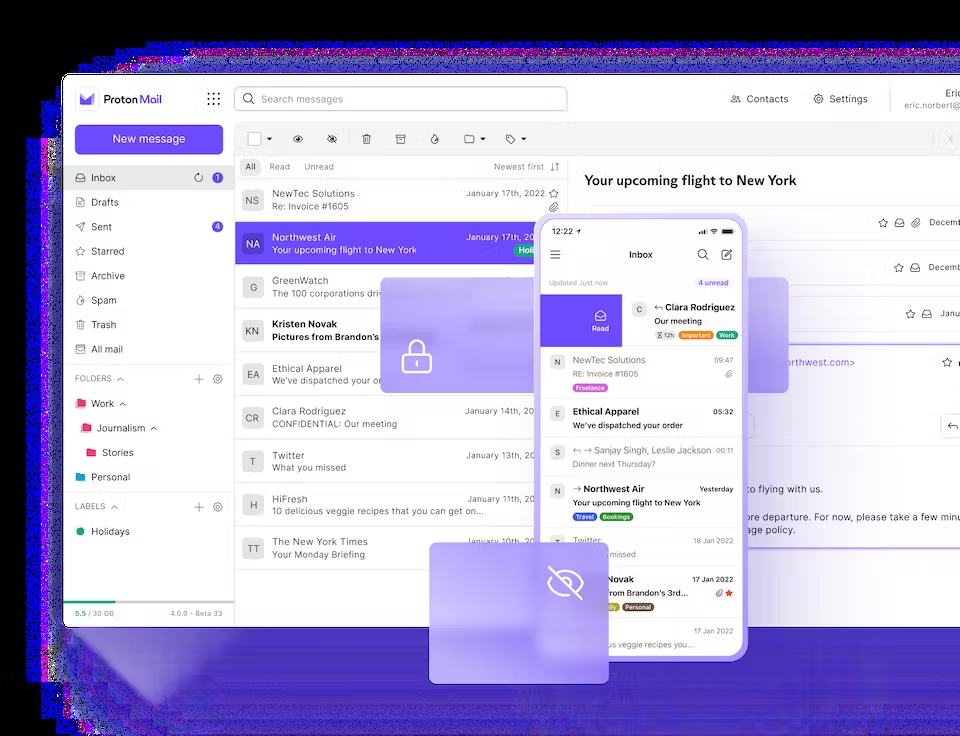 Proton Mail
Search messages
Contacts
Settings
Eric
eric.norbert@
New message
All Read Unread
Newest first
Inbox
1
Drafts
Sent
4
Starred
Archive
Spam
Trash
All mail
FOLDERS
Work
Journalism
Stories
Personal
LABELS
Holidays
5.5 / 30 GB
4.0.0 - Beta 33
NS
NewTec Solutions
January 17th, 2022
Re: Invoice #1605
NA
Northwest Air
January 17th, 20
Your upcoming flight to New York
Holi
G
GreenWatch
The 100 corporations driv
KN
Kristen Novak
Pictures from Brandon's
EA
Ethical Apparel
We've dispatched your or
CR
Clara Rodriguez
January 14th, 20
CONFIDENTIAL: Our meeting
T
Twitter
January 13th, 20
What you missed
H
HiFresh
January 11th, 20
10 delicious veggie recipes that you can get on...
TT
The New York Times
January 10th, 20
Your Monday Briefing
Your upcoming flight to New York
Decemb
Decemb
Janu
orthwest.com>
to flying with us.
ore departure. For now, please take a few minu
age policy.
12:22
Inbox
Updated Just now
4 unread
Read
C
Clara Rodriguez
Our meeting
12h
Important
Work
N
NewTec Solutions
09:47
RE: Invoice #1605
Freelance
E
Ethical Apparel
05:32
We've dispatched your order
S
Sanjay Singh, Leslie Jackson
00:11
Dinner next Thursday?
N
Northwest Air
Yesterday
Your upcoming flight to New York
Travel
Bookings
T
Twitter
18 Jan 2022
missed
Novak
17 Jan 2022
rom Brandon's 3rd...
ily
Personal
17 Jan 2022
us veggie recipes you...